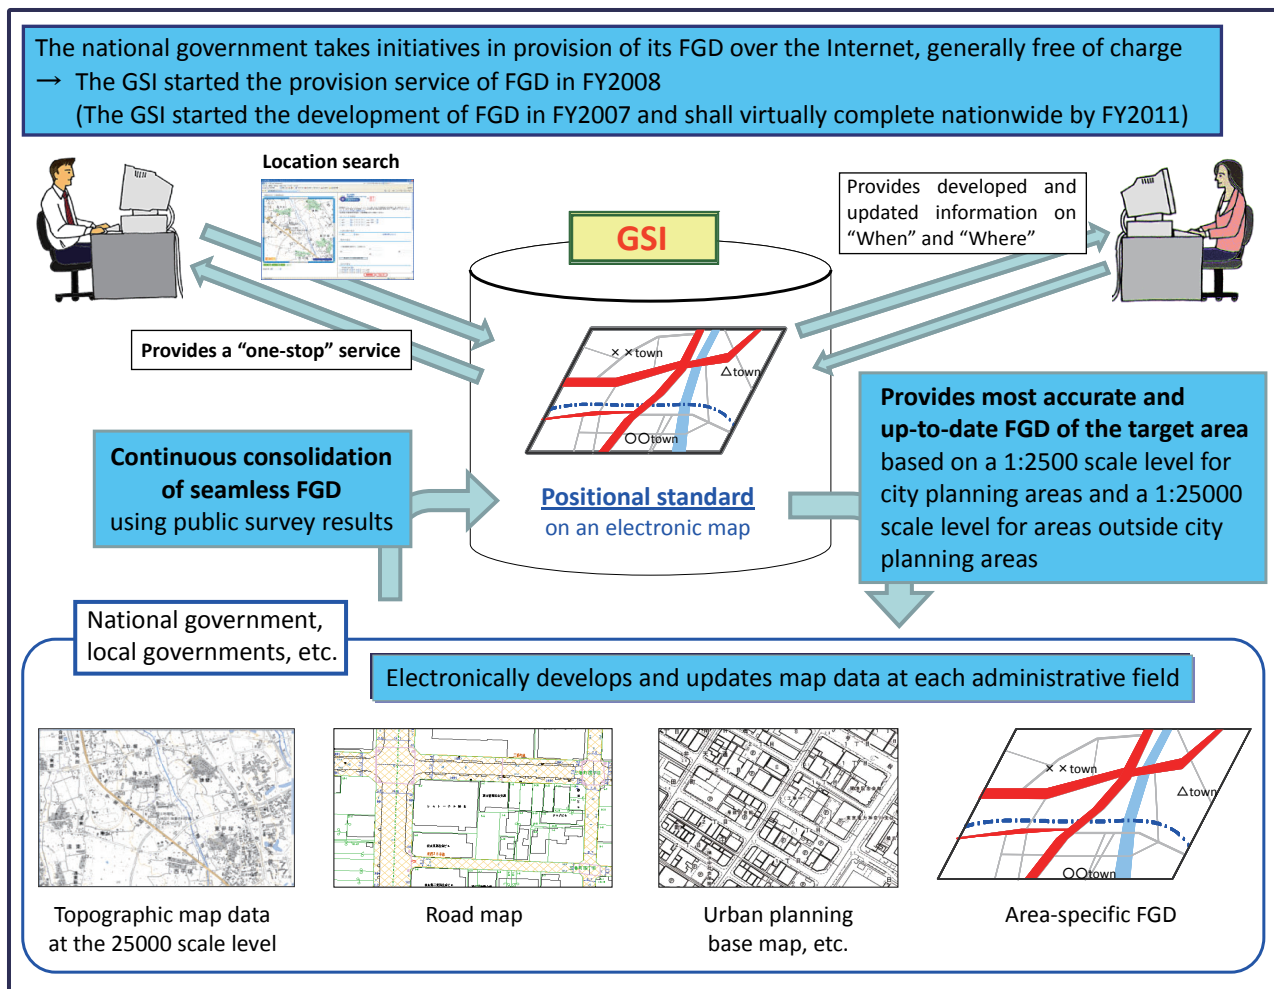 The national government takes initiatives in provision of its FGD over the Internet, generally free of charge
→ The GSI started the provision service of FGD in FY2008
(The GSI started the development of FGD in FY2007 and shall virtually complete nationwide by FY2011)
Location search
Provides developed and
updated information on
“When” and “Where”
GSI
Provides a “one-stop” service
××town
△town
○○town
Provides most accurate and
up-to-date FGD of the target area
based on a 1:2500 scale level for
city planning areas and a 1:25000
scale level for areas outside city
planning areas
Continuous consolidation
of seamless FGD
using public survey results
Positional standard
on an electronic map
National government,
local governments, etc.
Electronically develops and updates map data at each administrative field
××town
△town
○○town
Topographic map data
at the 25000 scale level
Road map
Urban planning
base map, etc.
Area-specific FGD